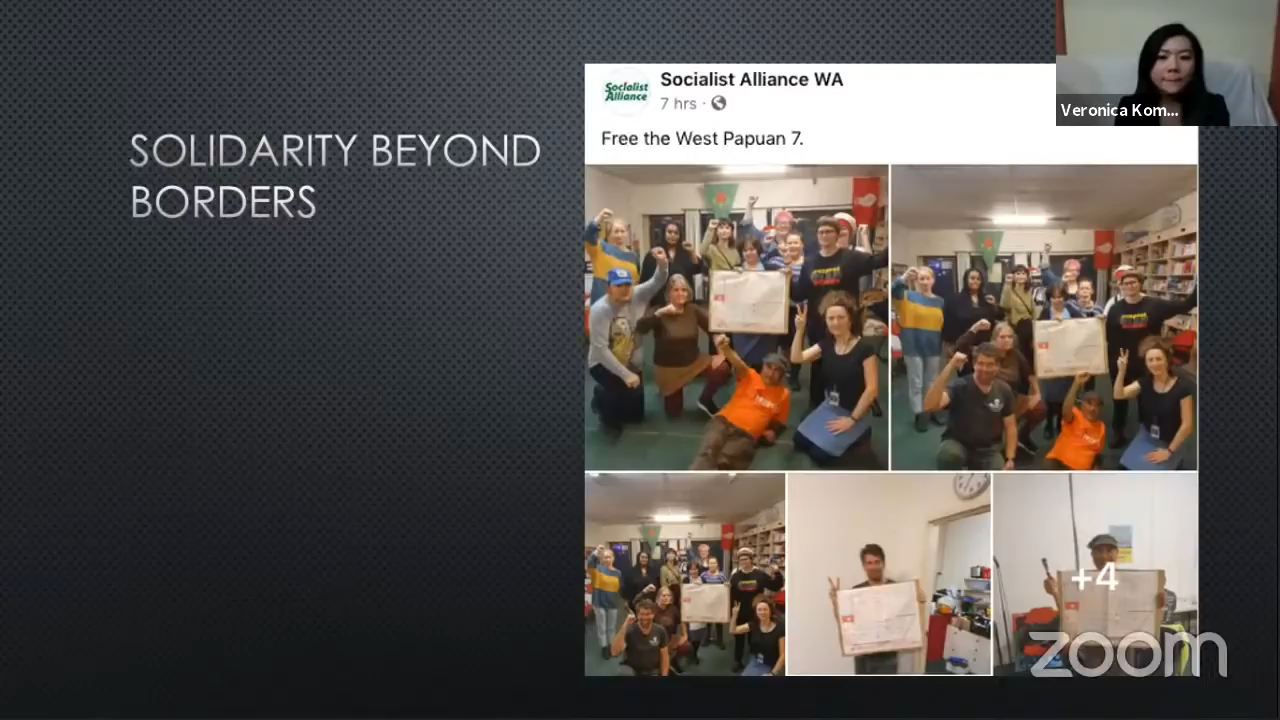 SOLIDARITY BEYOND
BORDERS
Socialist
Alliance
Socialist Alliance WA
7 hrs ·
Free the West Papuan 7.
Veronica Kom...
+4
zoom